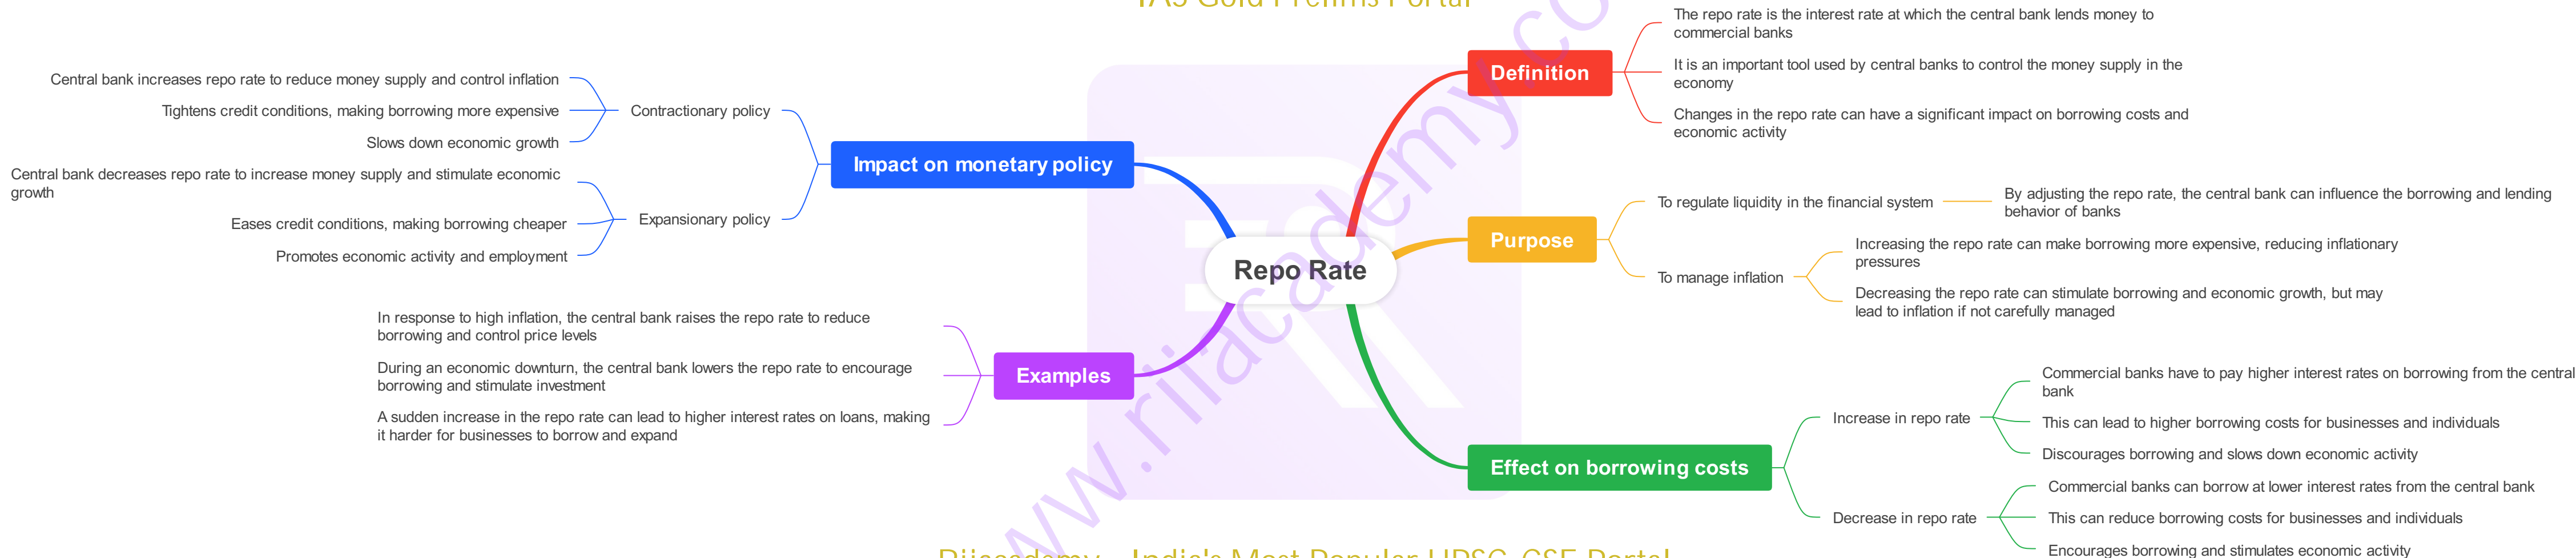 IAS Gold Prelims Portal
Repo Rate
Definition
The repo rate is the interest rate at which the central bank lends money to
commercial banks
It is an important tool used by central banks to control the money supply in the
economy
Changes in the repo rate can have a significant impact on borrowing costs and
economic activity
Purpose
To regulate liquidity in the financial system
By adjusting the repo rate, the central bank can influence the borrowing and lending
behavior of banks
To manage inflation
Increasing the repo rate can make borrowing more expensive, reducing inflationary
pressures
Decreasing the repo rate can stimulate borrowing and economic growth, but may
lead to inflation if not carefully managed
Effect on borrowing costs
Increase in repo rate
Commercial banks have to pay higher interest rates on borrowing from the central
bank
This can lead to higher borrowing costs for businesses and individuals
Discourages borrowing and slows down economic activity
Decrease in repo rate
Commercial banks can borrow at lower interest rates from the central bank
This can reduce borrowing costs for businesses and individuals
Encourages borrowing and stimulates economic activity
Impact on monetary policy
Contractionary policy
Central bank increases repo rate to reduce money supply and control inflation
Tightens credit conditions, making borrowing more expensive
Slows down economic growth
Expansionary policy
Central bank decreases repo rate to increase money supply and stimulate economic
growth
Eases credit conditions, making borrowing cheaper
Promotes economic activity and employment
Examples
In response to high inflation, the central bank raises the repo rate to reduce
borrowing and control price levels
During an economic downturn, the central bank lowers the repo rate to encourage
borrowing and stimulate investment
A sudden increase in the repo rate can lead to higher interest rates on loans, making
it harder for businesses to borrow and expand
India's Most Popular UPSC CSE Portal